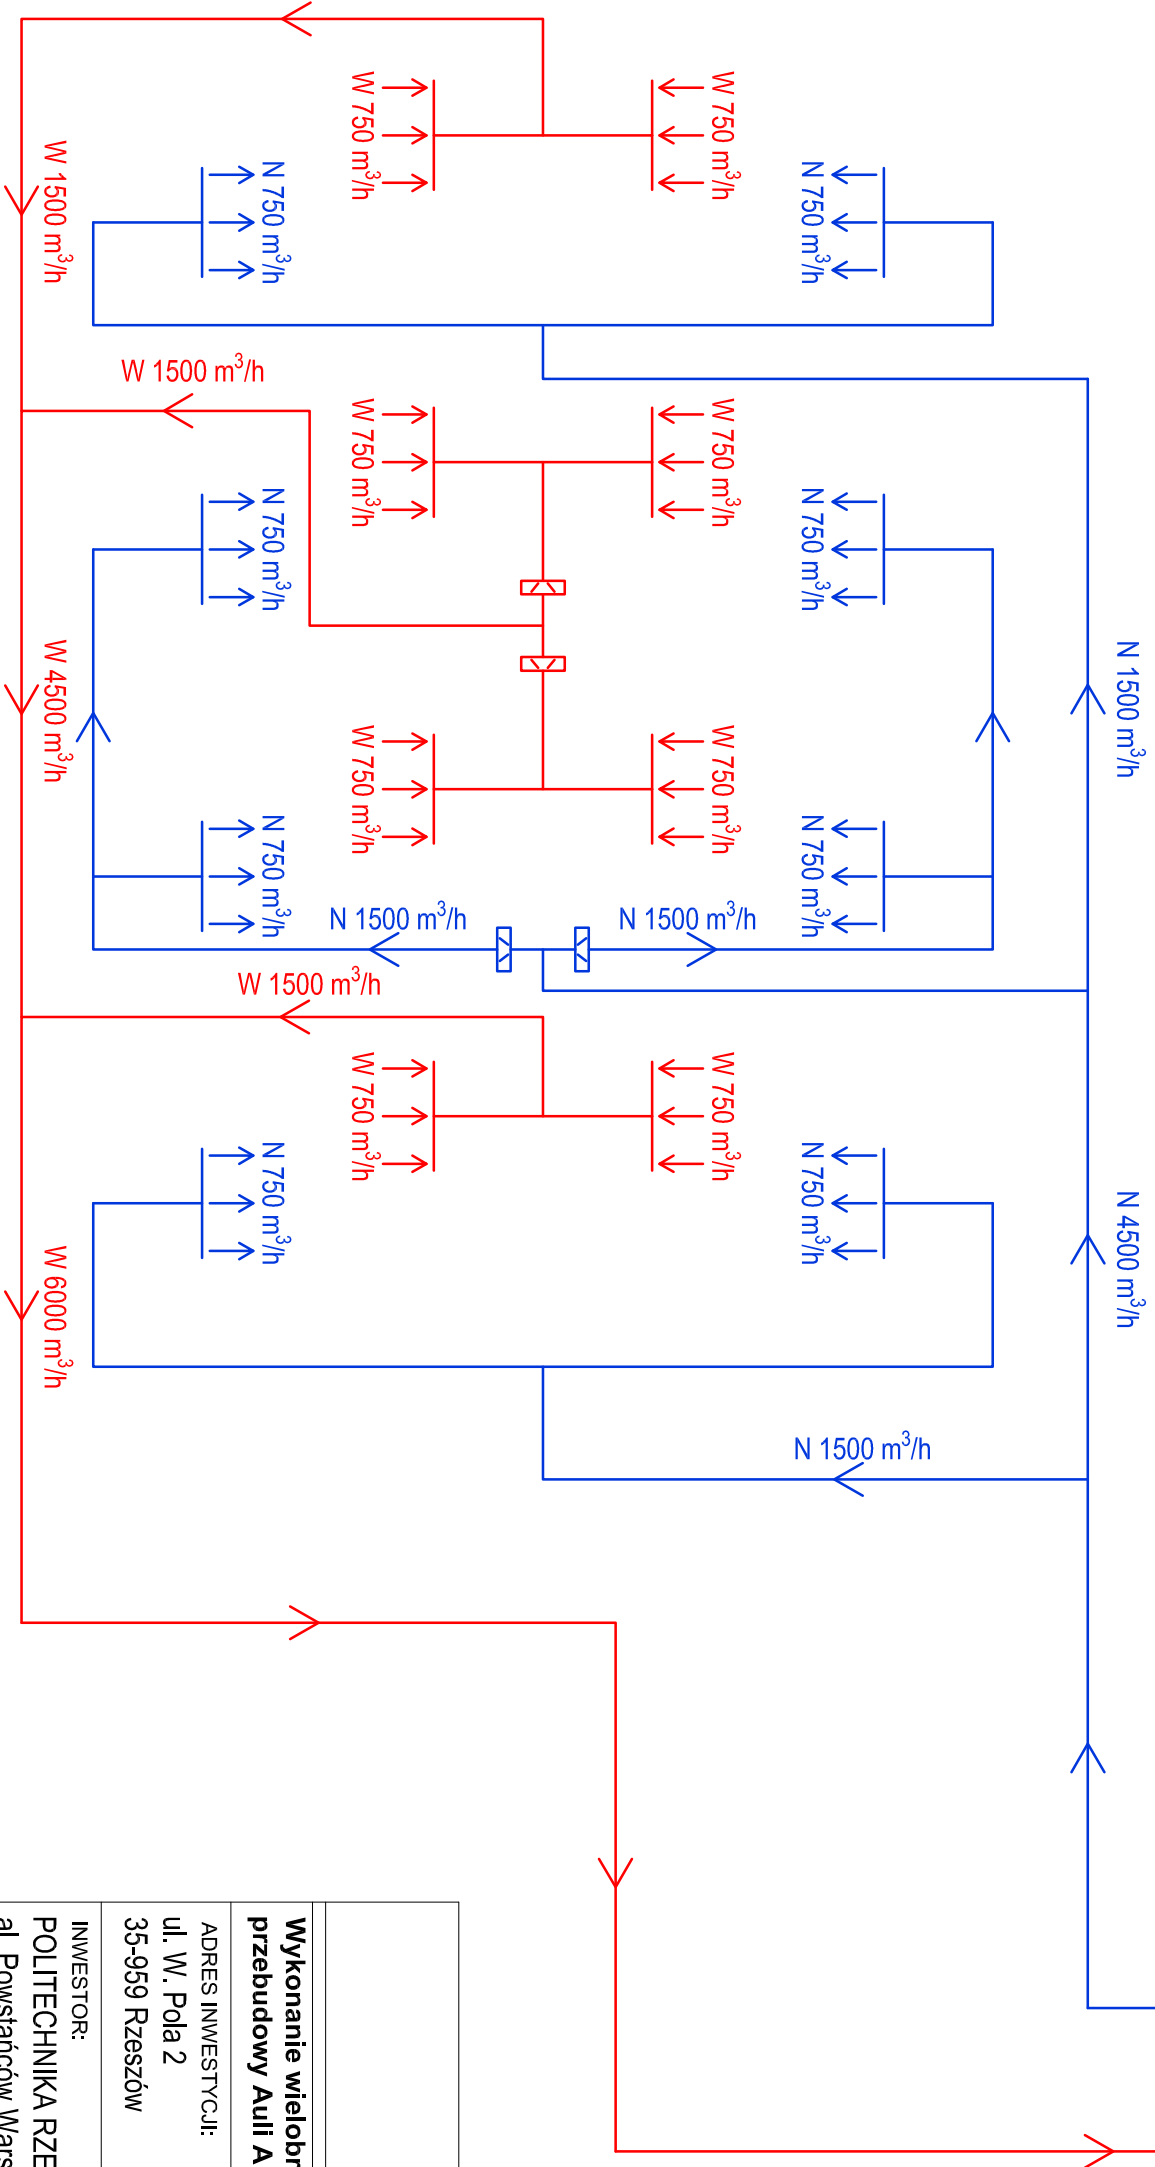 W 750 m³/h
W 750 m³/h
N 750 m³/h
N 750 m³/h
W 1500 m³/h
W 1500 m³/h
W 750 m³/h
W 750 m³/h
N 750 m³/h
N 750 m³/h
N 1500 m³/h
W 4500 m³/h
W 750 m³/h
W 750 m³/h
N 750 m³/h
N 750 m³/h
N 1500 m³/h
N 1500 m³/h
W 1500 m³/h
W 750 m³/h
W 750 m³/h
N 750 m³/h
N 750 m³/h
N 4500 m³/h
W 6000 m³/h
N 1500 m³/h
Wykonanie wielobr
przebudowy Auli A
ADRES INWESTYCJI:
ul. W. Pola 2
35-959 Rzeszów
INWESTOR:
POLITECHNIKA RZE
al. Powstańców Wars